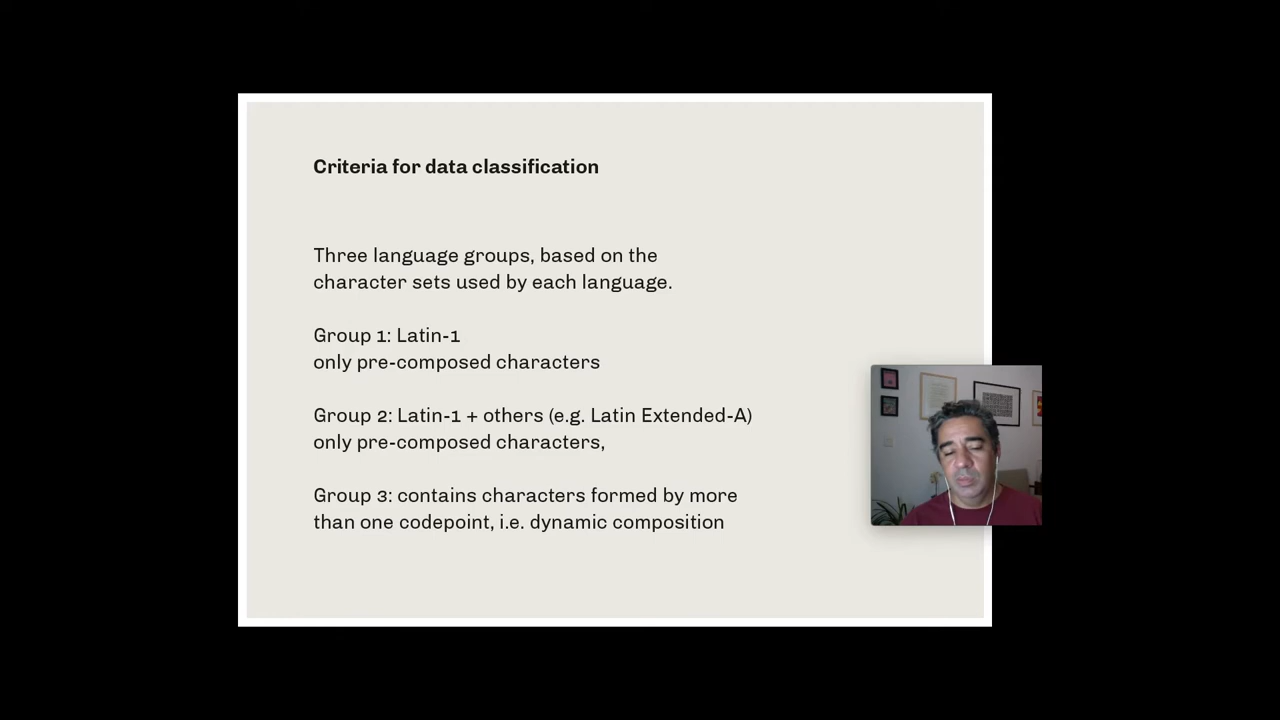 Criteria for data classification
Three language groups, based on the
character sets used by each language.
Group 1: Latin-1
only pre-composed characters
Group 2: Latin-1 + others (e.g. Latin Extended-A)
only pre-composed characters,
Group 3: contains characters formed by more
than one codepoint, i.e. dynamic composition